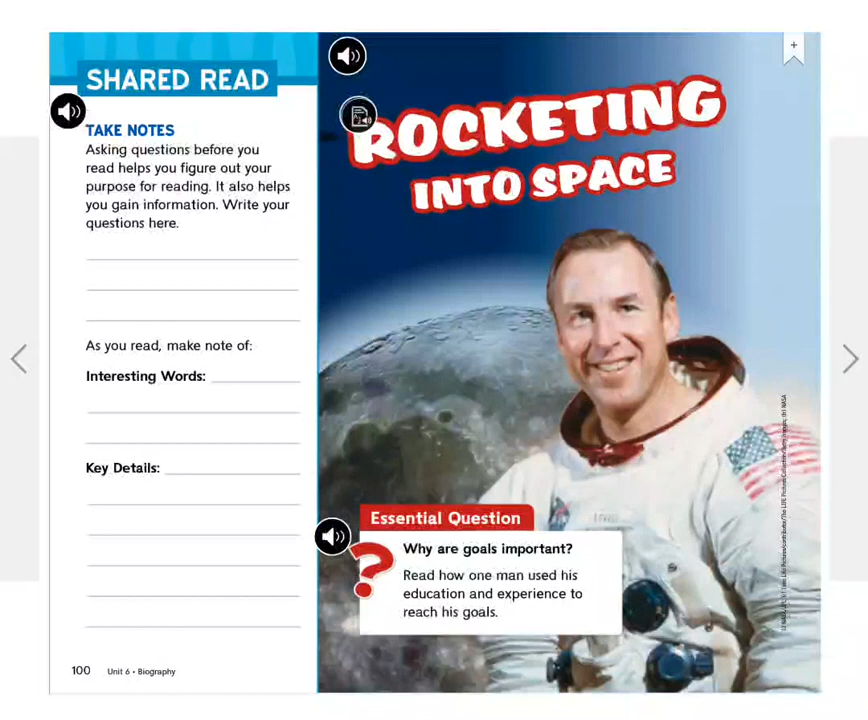 SHARED READ
TAKE NOTES
Asking questions before you
read helps you figure out your
purpose for reading. It also helps
you gain information. Write your
questions here.
As you read, make note of:
Interesting Words:
Key Details:
100 Unit 6 • Biography
ROCKETING
INTO SPACE
Essential Question
?
Why are goals important?
Read how one man used his
education and experience to
reach his goals.